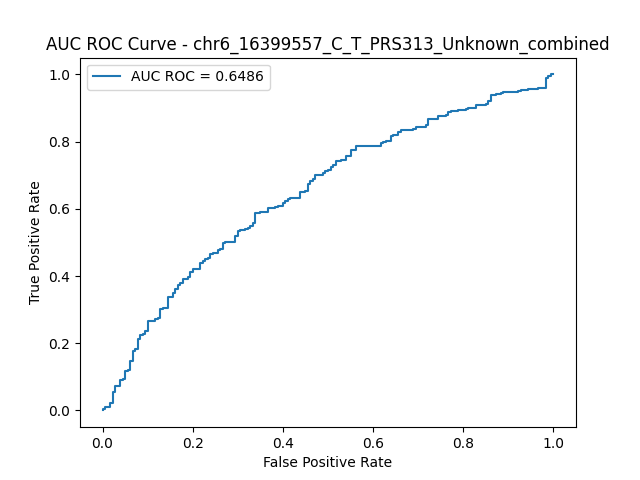 AUC ROC Curve - chr6_16399557_C_T_PRS313_Unknown_combined
AUC ROC = 0.6486
1.0
0.8
0.6
0.4
0.2
0.0
True Positive Rate
0.0 0.2 0.4 0.6 0.8 1.0
False Positive Rate